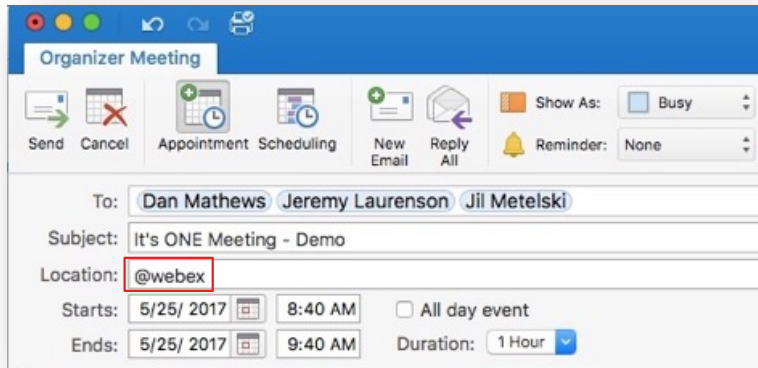 Organizer Meeting
Send Cancel Appointment Scheduling New Email Reply All Show As: Busy
Reminder: None
To: Dan Mathews Jeremy Laurenson Jil Metelski
Subject: It's ONE Meeting - Demo
Location: @webex
Starts: 5/25/ 2017 8:40 AM All day event
Ends: 5/25/ 2017 9:40 AM Duration: 1 Hour